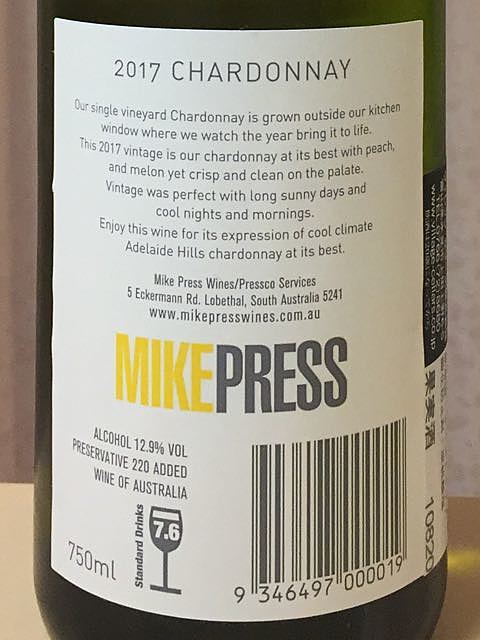 2017 CHARDONNAY
Our single vineyard Chardonnay is grown outside our kitchen
window where we watch the year bring it to life.
This 2017 vintage is our chardonnay at its best with peach,
and melon yet crisp and clean on the palate.
Vintage was perfect with long sunny days and
cool nights and mornings.
Enjoy this wine for its expression of cool climate
Adelaide Hills chardonnay at its best.
Mike Press Wines/Pressco Services
5 Eckermann Rd. Lobethal, South Australia 5241
www.mikepresswines.com.au
MIKEPRESS
ALCOHOL 12.9% VOL
PRESERVATIVE 220 ADDED
WINE OF AUSTRALIA
Standard Drinks
7.6
750ml
9 346497 000019
果実酒
10820